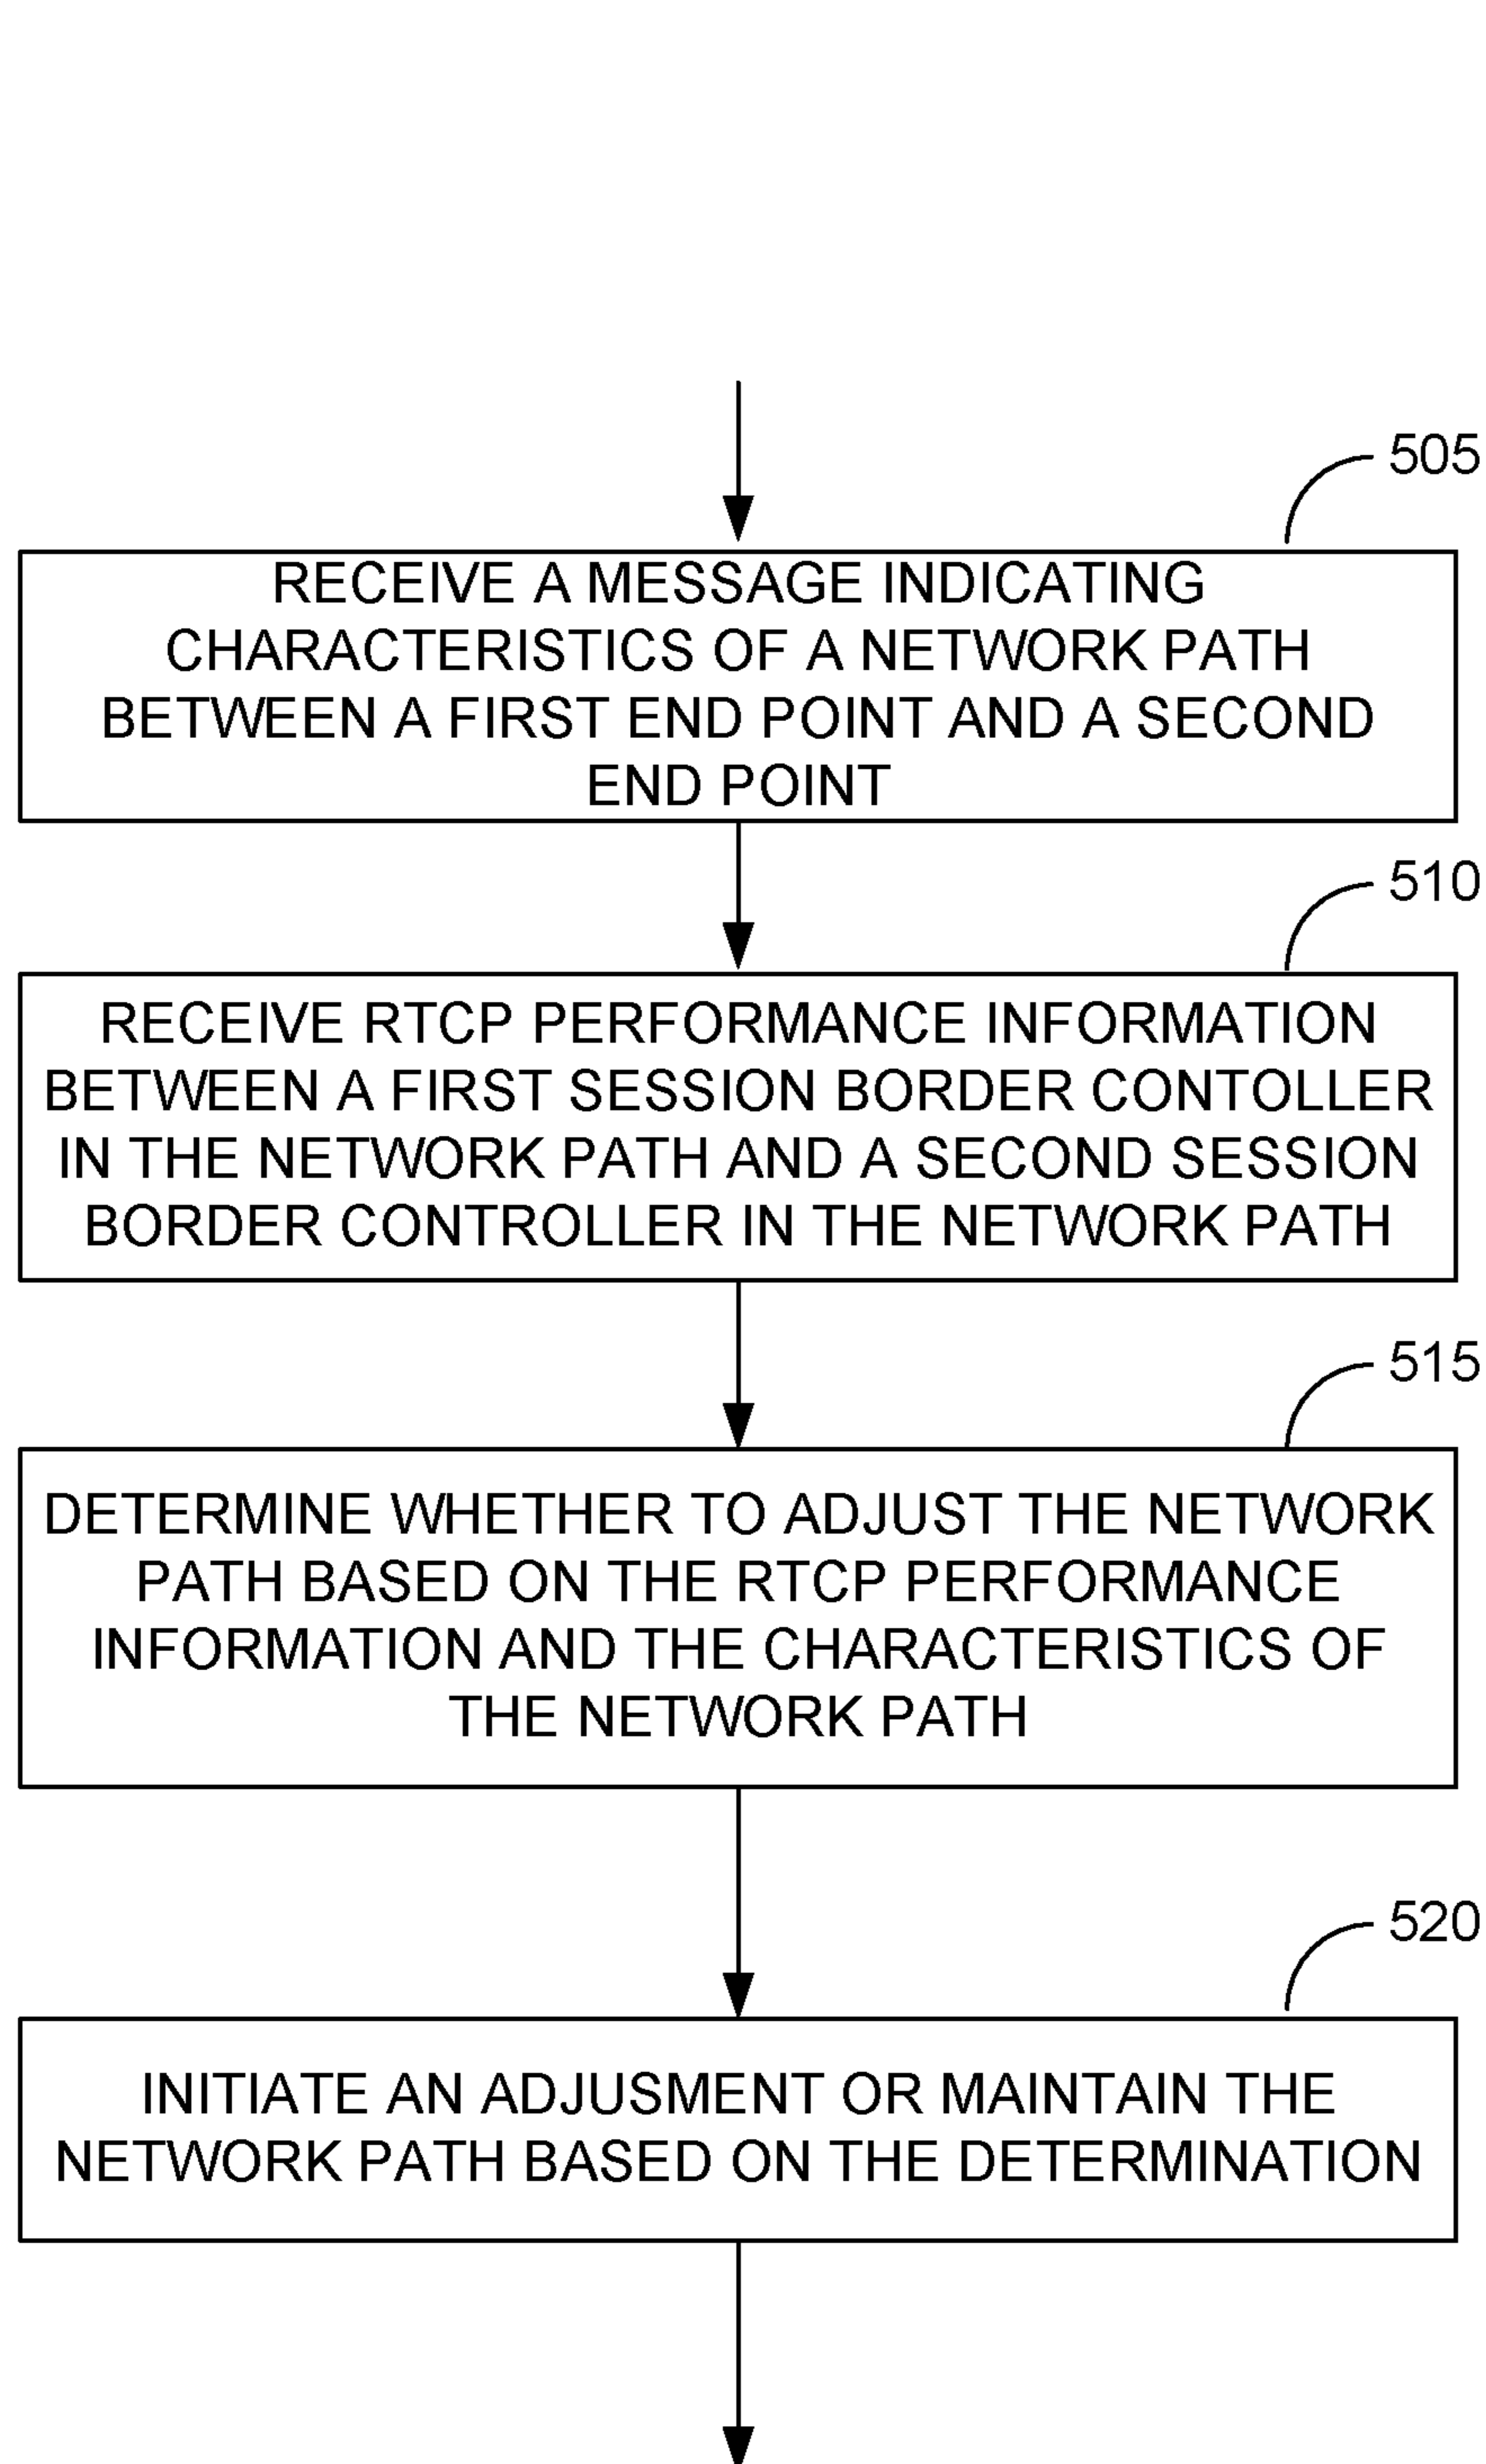 505
RECEIVE A MESSAGE INDICATING
CHARACTERISTICS OF A NETWORK PATH
BETWEEN A FIRST END POINT AND A SECOND
END POINT
510
RECEIVE RTCP PERFORMANCE INFORMATION
BETWEEN A FIRST SESSION BORDER CONTOLLER
IN THE NETWORK PATH AND A SECOND SESSION
BORDER CONTROLLER IN THE NETWORK PATH
515
DETERMINE WHETHER TO ADJUST THE NETWORK
PATH BASED ON THE RTCP PERFORMANCE
INFORMATION AND THE CHARACTERISTICS OF
THE NETWORK PATH
520
INITIATE AN ADJUSMENT OR MAINTAIN THE
NETWORK PATH BASED ON THE DETERMINATION